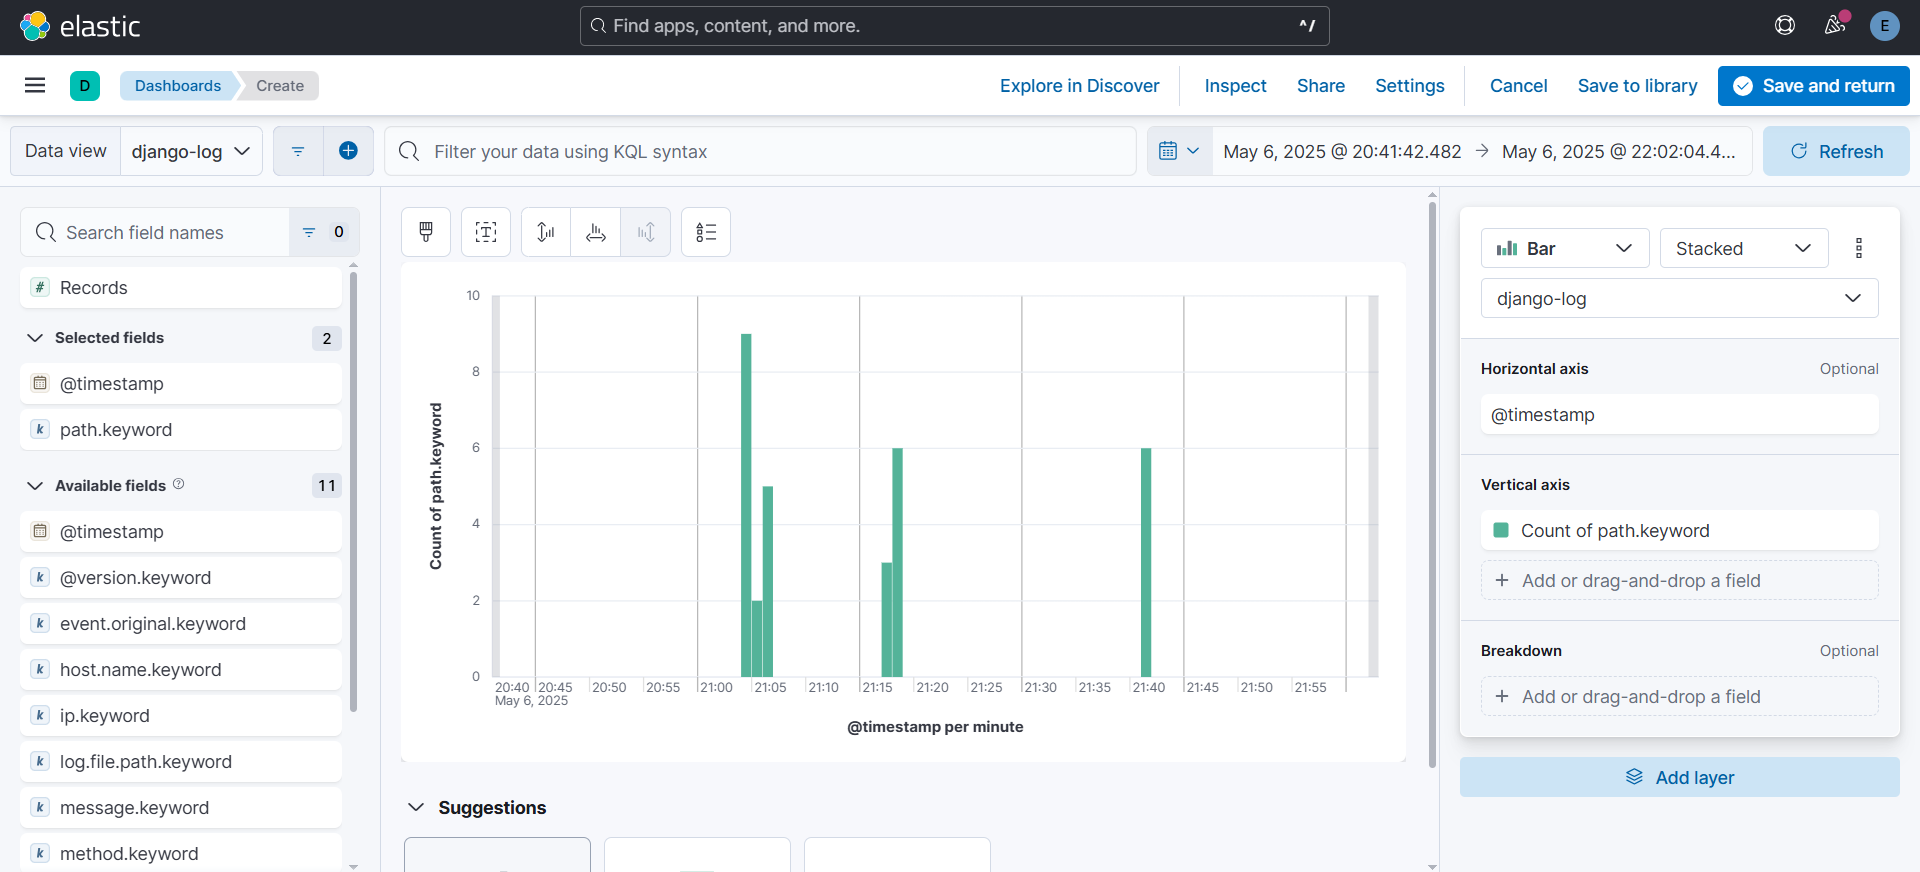 elastic
Find apps, content, and more.
^/
E
D
Dashboards
Create
Explore in Discover
Inspect
Share
Settings
Cancel
Save to library
Save and return
Data view
django-log
Filter your data using KQL syntax
May 6, 2025 @ 20:41:42.482
May 6, 2025 @ 22:02:04.4...
Refresh
Search field names
0
# Records
Selected fields
2
@timestamp
k path.keyword
Available fields
11
@timestamp
k @version.keyword
k event.original.keyword
k host.name.keyword
k ip.keyword
k log.file.path.keyword
k message.keyword
k method.keyword
T
10
8
6
4
2
0
Count of path.keyword
20:40 20:45 20:50 20:55 21:00 21:05 21:10 21:15 21:20 21:25 21:30 21:35 21:40 21:45 21:50 21:55
May 6, 2025
@timestamp per minute
Suggestions
Bar
Stacked
django-log
Horizontal axis
Optional
@timestamp
Vertical axis
Count of path.keyword
+ Add or drag-and-drop a field
Breakdown
Optional
+ Add or drag-and-drop a field
Add layer